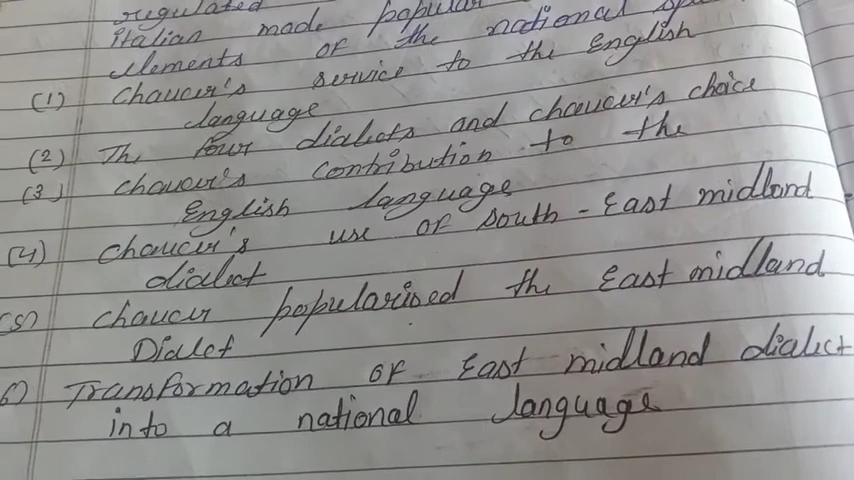 regulated
italian made popular
elements of the national
(1) chaucer's service to the English
language
(2) The four dialects and chaucer's choice
(3) chaucer's contribution to the
English language
(4) chaucer's use of south-East midland
dialect
(5) chaucer popularised the East midland
Dialet
6) Transformation of East midland dialect
into a national language